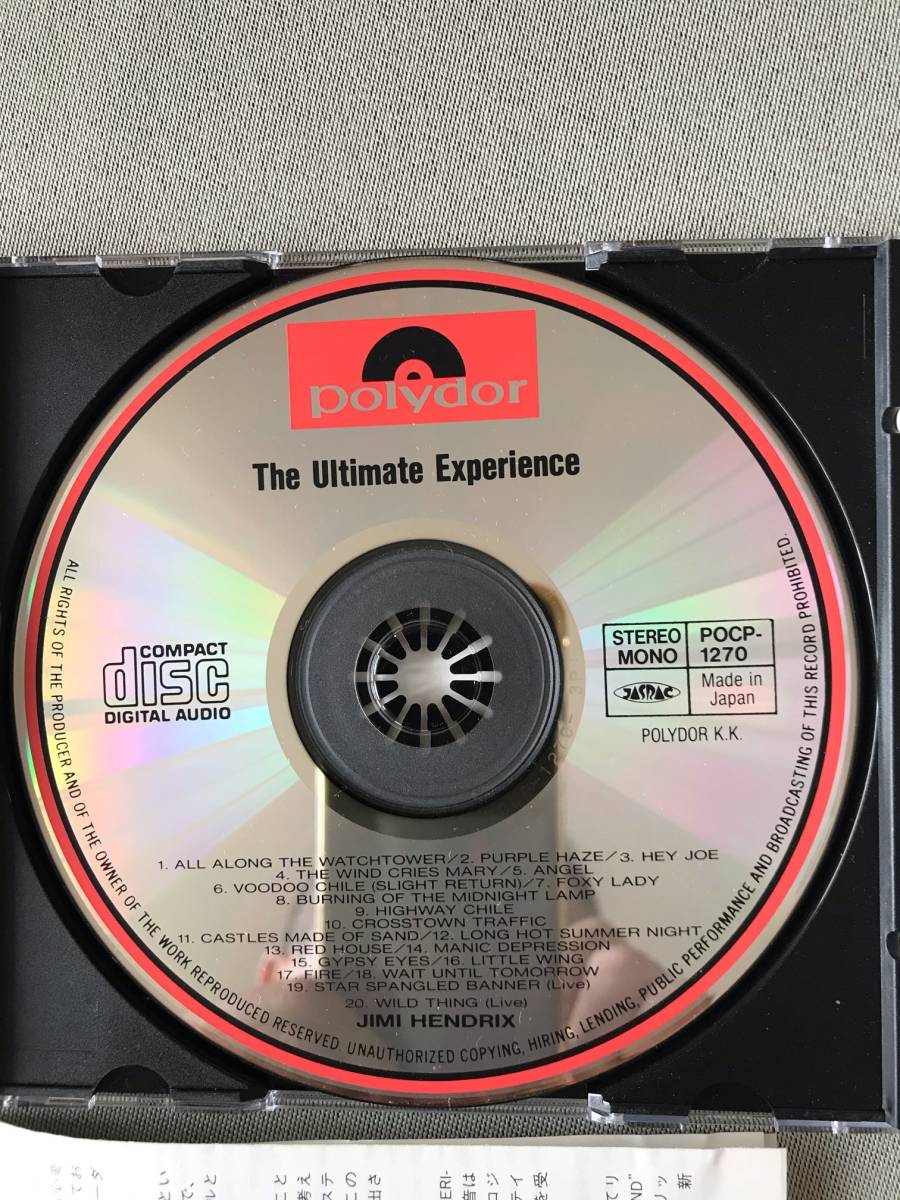 polydor
The Ultimate Experience
COMPACT
disc
DIGITAL AUDIO
STEREO
MONO
POCP-
1270
JASRAC
Made in
Japan
POLYDOR K.K.
1. ALL ALONG THE WATCHTOWER/2. PURPLE HAZE/3. HEY JOE
4. THE WIND CRIES MARY/5. ANGEL
6. VOODOO CHILE (SLIGHT RETURN)/7. FOXY LADY
8. BURNING OF THE MIDNIGHT LAMP
9. HIGHWAY CHILE
10. CROSSTOWN TRAFFIC
11. CASTLES MADE OF SAND/12. LONG HOT SUMMER NIGHT
13. RED HOUSE/14. MANIC DEPRESSION
15. GYPSY EYES/16. LITTLE WING
17. FIRE/18. WAIT UNTIL TOMORROW
19. STAR SPANGLED BANNER (Live)
20. WILD THING (Live)
JIMI HENDRIX
ALL RIGHTS OF THE PRODUCER AND OF THE OWNER OF THE WORK REPRODUCED RESERVED. UNAUTHORIZED COPYING, HIRING, LENDING, PUBLIC PERFORMANCE AND BROADCASTING OF THIS RECORD PROHIBITED.